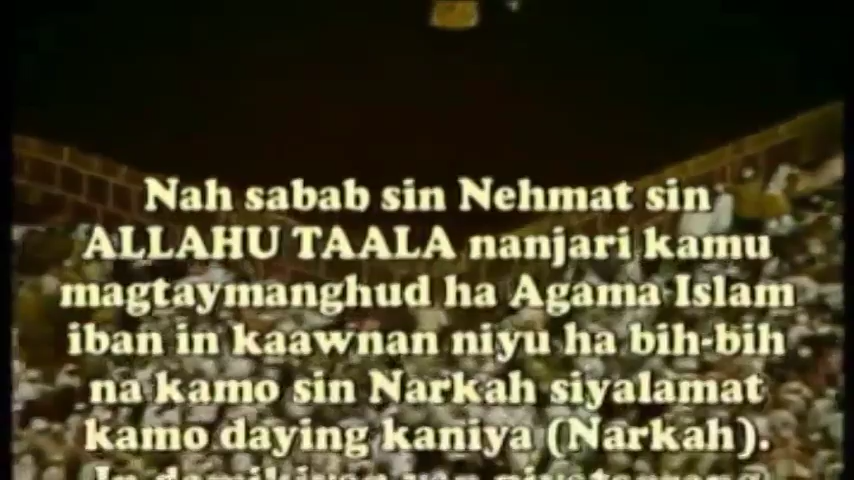 Nah sabab sin Nehmat sin
ALLAHU TAALA nanjari kamu
magtaymanghud ha Agama Islam
iban in kaawnan niyu ha bih-bih
na kamo sin Narkah siyalamat
kamo daying kaniya (Narkah).
In